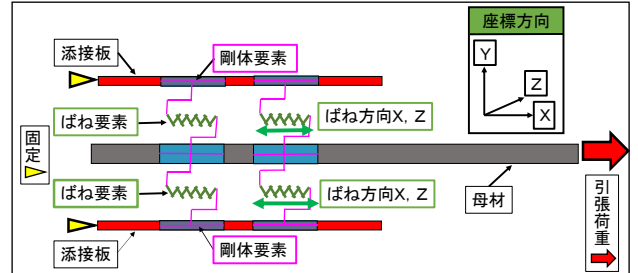 座標方向
Y
Z
X
添接板
剛体要素
ばね要素
ばね方向X, Z
固定
ばね要素
ばね方向X, Z
母材
引張荷重
添接板
剛体要素